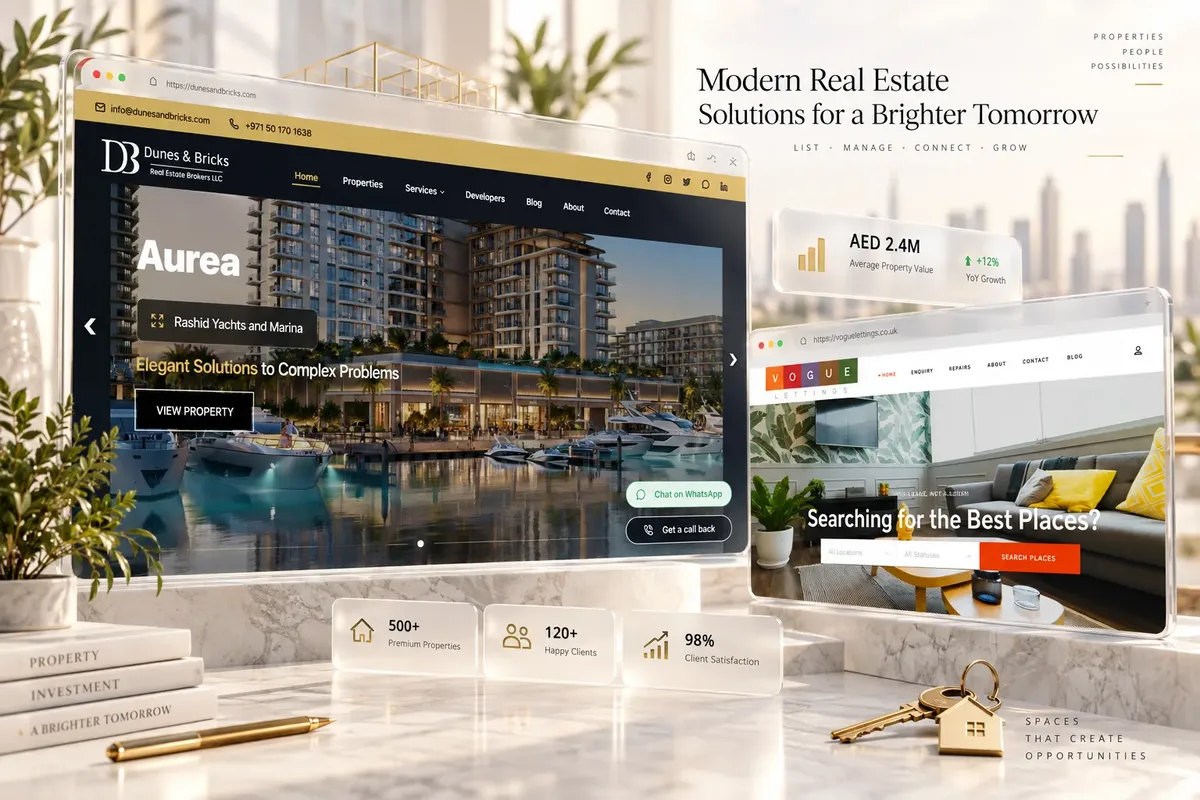 PROPERTIES
PEOPLE
POSSIBILITIES
Modern Real Estate
Solutions for a Brighter Tomorrow
LIST · MANAGE · CONNECT · GROW
https://dunesandbricks.com
info@dunesandbricks.com
+971 50 170 1638
DB
Dunes & Bricks
Real Estate Brokers LLC
Home
Properties
Services
Developers
Blog
About
Contact
Aurea
Rashid Yachts and Marina
Elegant Solutions to Complex Problems
VIEW PROPERTY
Chat on WhatsApp
Get a call back
AED 2.4M
Average Property Value
+12%
YoY Growth
https://voguelettings.co.uk
VOGUE
LETTINGS
HOME
ENQUIRY
REPAIRS
ABOUT
CONTACT
BLOG
Searching for the Best Places?
All Locations
All Statuses
SEARCH PLACES
500+
Premium Properties
120+
Happy Clients
98%
Client Satisfaction
PROPERTY
INVESTMENT
A BRIGHTER TOMORROW
SPACES
THAT CREATE
OPPORTUNITIES